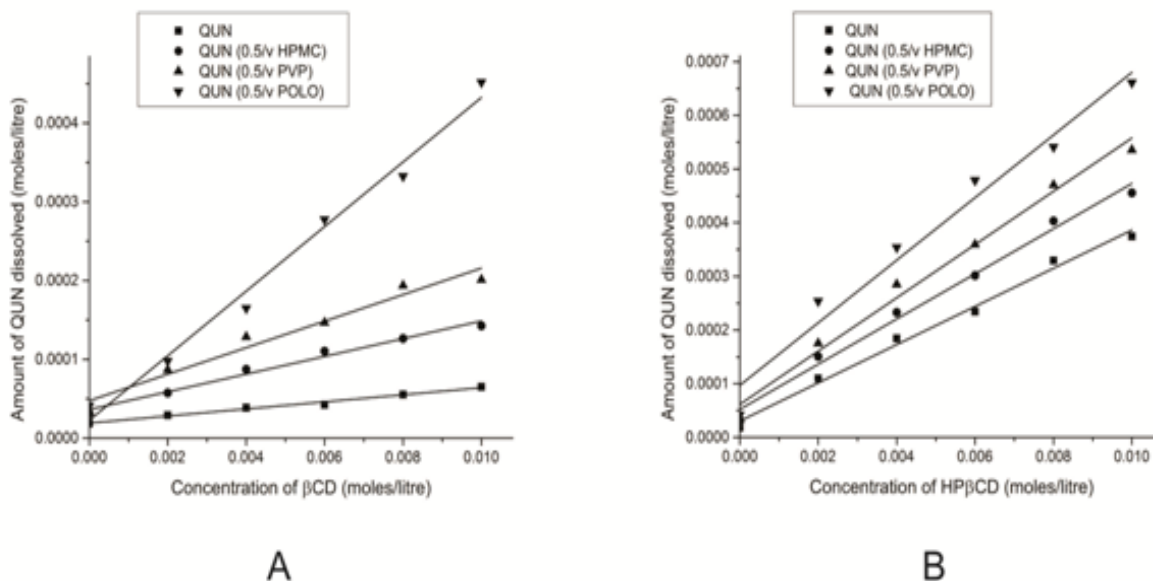 QUN
QUN (0.5/v HPMC)
QUN (0.5/v PVP)
QUN (0.5/v POLO)
Amount of QUN dissolved (moles/litre)
0.0004
0.0003
0.0002
0.0001
0.0000
0.000 0.002 0.004 0.006 0.008 0.010
Concentration of βCD (moles/litre)
A
QUN
QUN (0.5/v HPMC)
QUN (0.5/v PVP)
QUN (0.5/v POLO)
Amount of QUN dissolved (moles/litre)
0.0007
0.0006
0.0005
0.0004
0.0003
0.0002
0.0001
0.0000
0.000 0.002 0.004 0.006 0.008 0.010
Concentration of HPβCD (moles/litre)
B